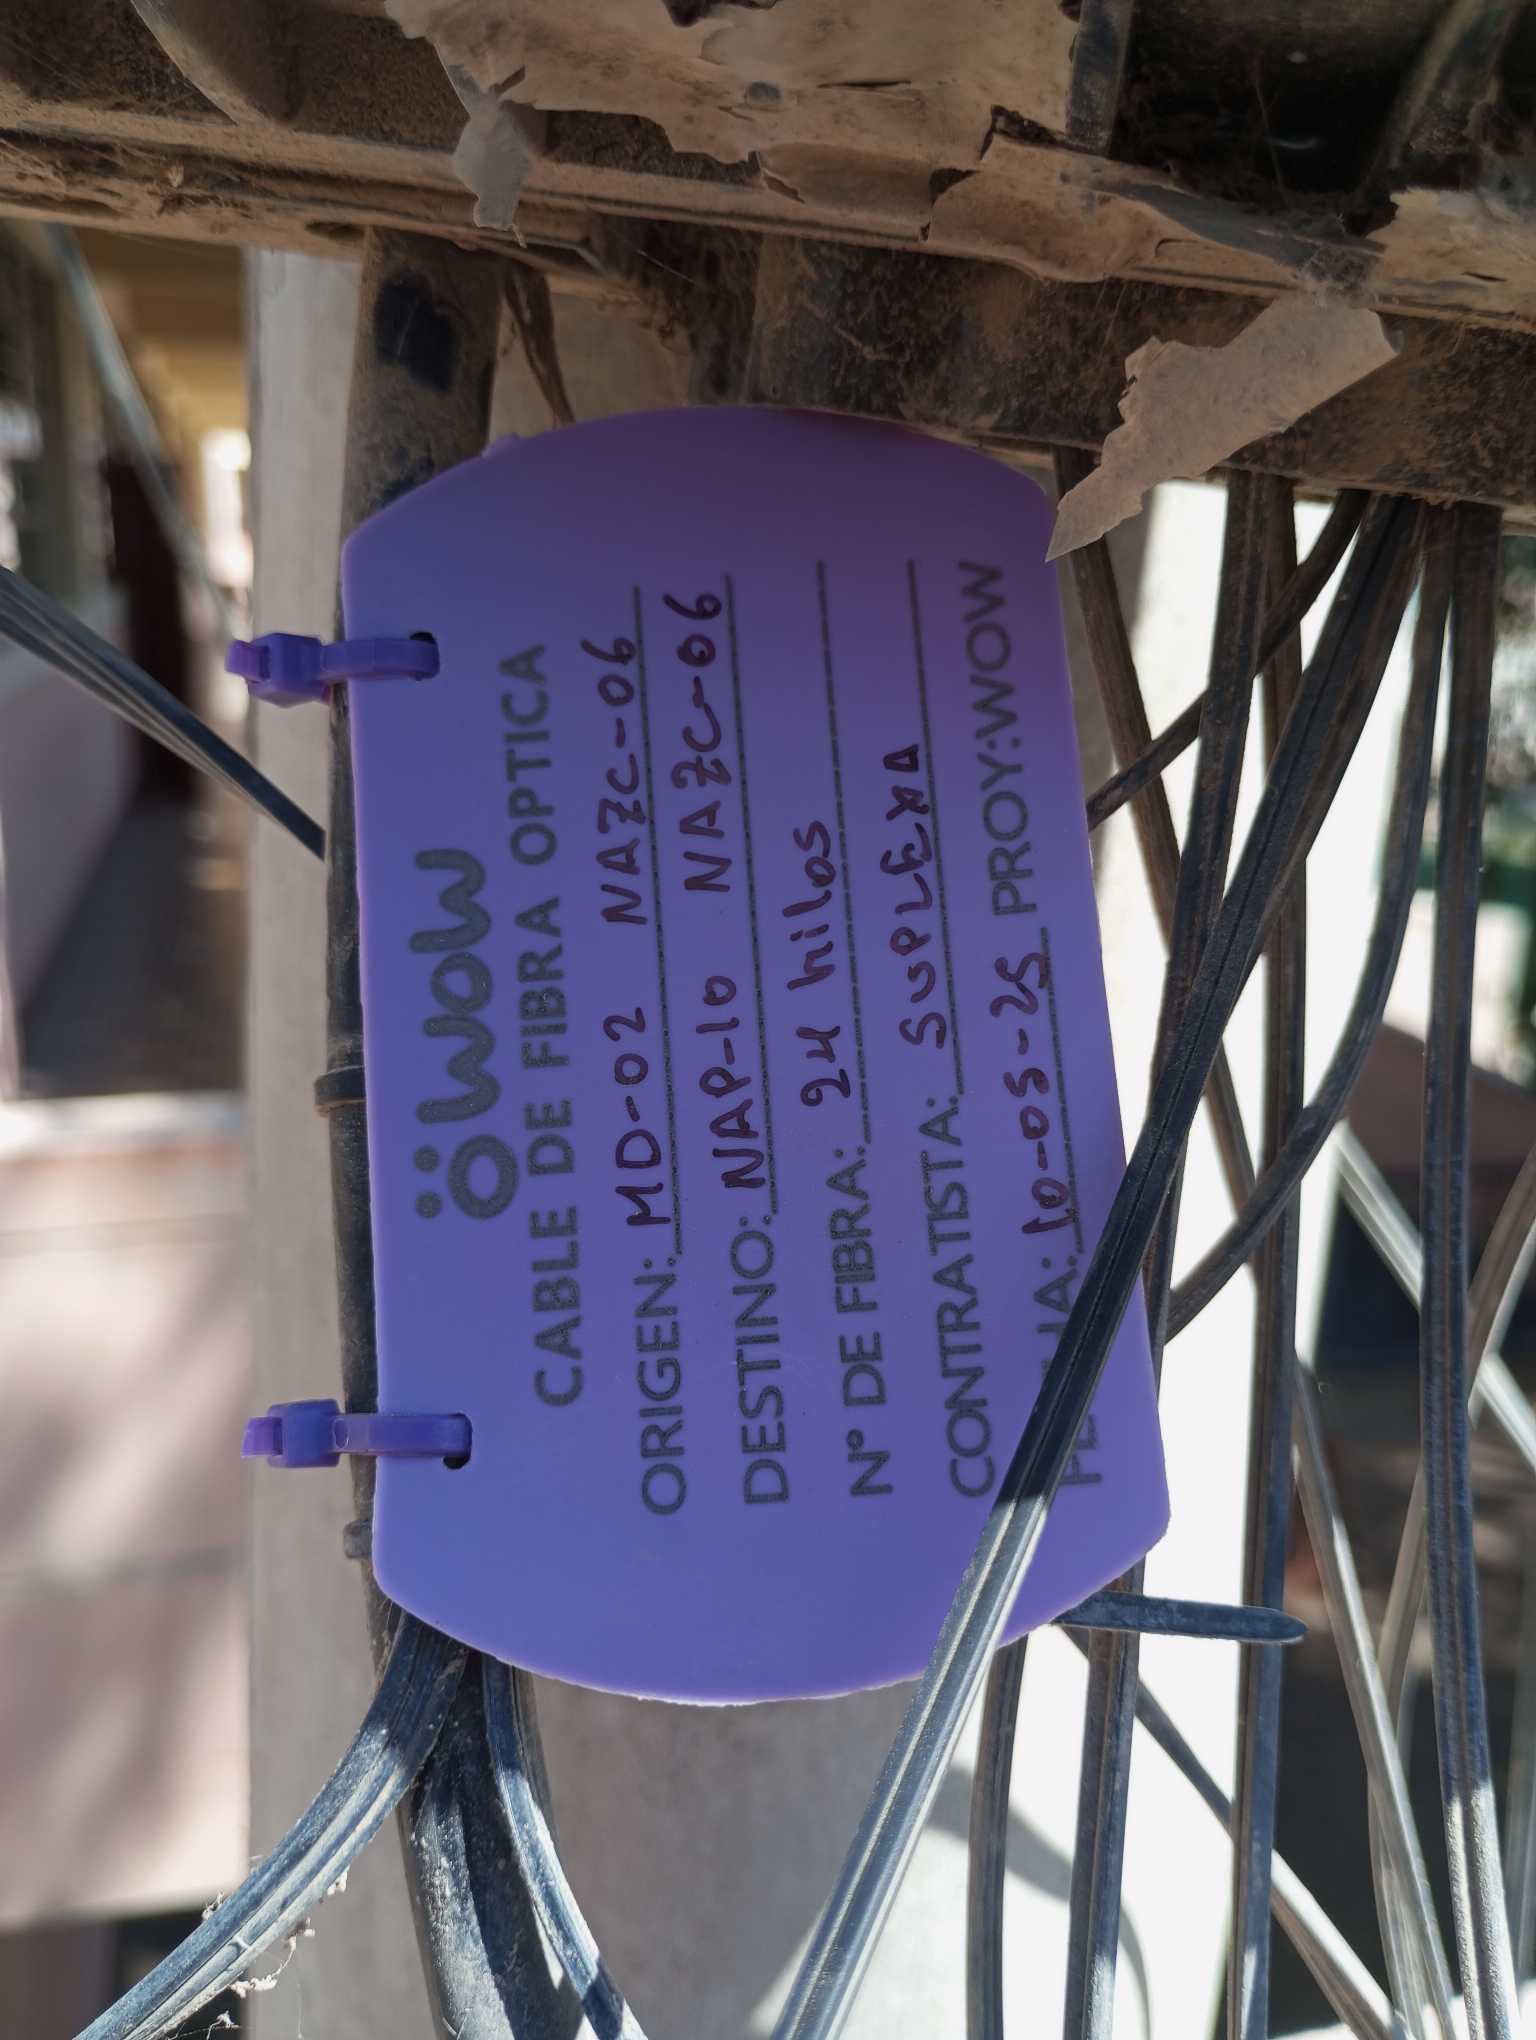 WOW
CABLE DE FIBRA OPTICA
ORIGEN: MD-02 NAZC-06
DESTINO: NAP-10 NAZC-06
N° DE FIBRA: 24 hilos
CONTRATISTA: SUPLEXA
10-05-25 PROY:WOW